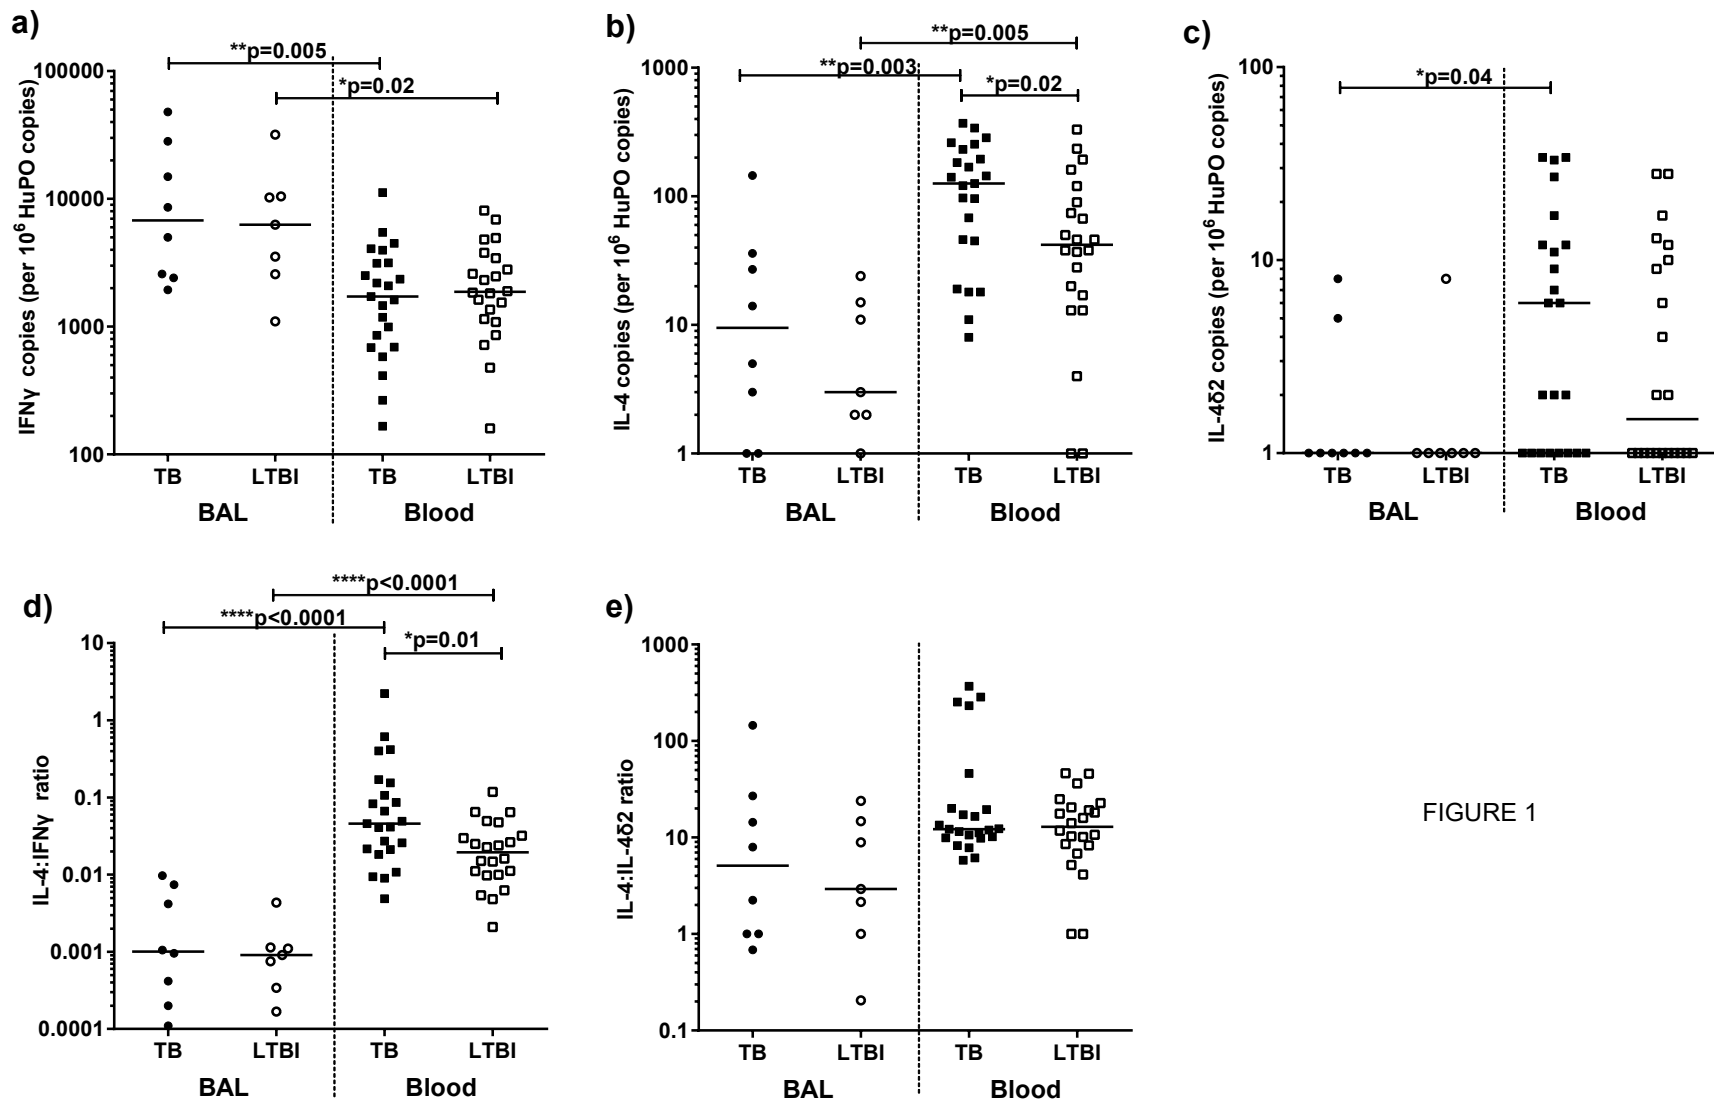 a)
**p=0.005
*p=0.02
IFNγ copies (per 10⁶ HuPO copies)
100000
10000
1000
100
TB
LTBI
TB
LTBI
BAL
Blood
b)
**p=0.005
**p=0.003
*p=0.02
IL-4 copies (per 10⁶ HuPO copies)
1000
100
10
1
TB
LTBI
TB
LTBI
BAL
Blood
c)
*p=0.04
IL-4δ2 copies (per 10⁶ HuPO copies)
100
10
1
TB
LTBI
TB
LTBI
BAL
Blood
d)
****p<0.0001
****p<0.0001
*p=0.01
IL-4:IFNγ ratio
10
1
0.1
0.01
0.001
0.0001
TB
LTBI
TB
LTBI
BAL
Blood
e)
IL-4:IL-4δ2 ratio
1000
100
10
1
0.1
TB
LTBI
TB
LTBI
BAL
Blood
FIGURE 1